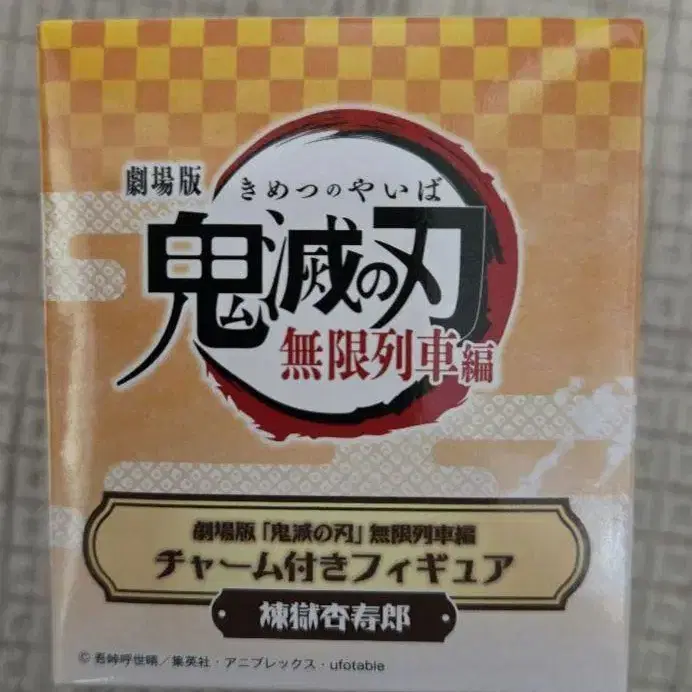 劇場版 きめつのやいば
鬼滅の刃
無限列車編
劇場版「鬼滅の刃」無限列車編
チャーム付きフィギュア
煉獄杏寿郎
© 吾峠呼世晴／集英社・アニプレックス・ufotable